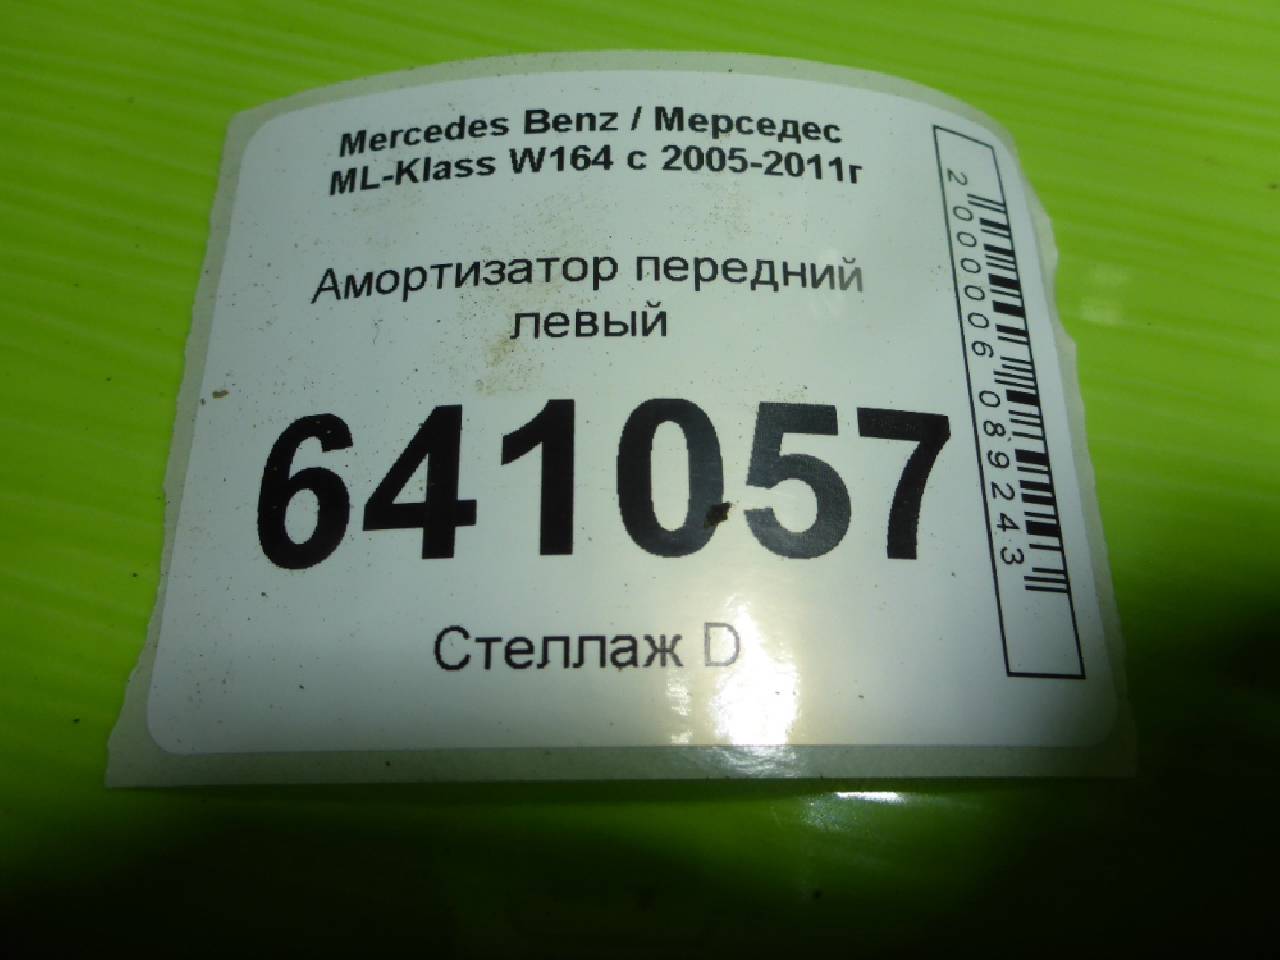 Mercedes Benz / Мерседес
ML-Klass W164 с 2005-2011г
Амортизатор передний
левый
641057
Стеллаж D
2000006089243